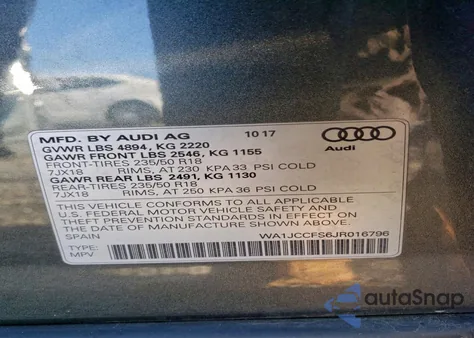 MFD. BY AUDI AG 10 17
GVWR LBS 4894, KG 2220
GAWR FRONT LBS 2546, KG 1155
FRONT-TIRES 235/50 R18
7JX18 RIMS, AT 230 KPA 33 PSI COLD
GAWR REAR LBS 2491, KG 1130
REAR-TIRES 235/50 R18
7JX18 RIMS, AT 250 KPA 36 PSI COLD
Audi
THIS VEHICLE CONFORMS TO ALL APPLICABLE
U.S. FEDERAL MOTOR VEHICLE SAFETY AND
THEFT PREVENTION STANDARDS IN EFFECT ON
THE DATE OF MANUFACTURE SHOWN ABOVE.
SPAIN
WA1JCCFS6JR016796
TYPE:
MPV
autoSnap